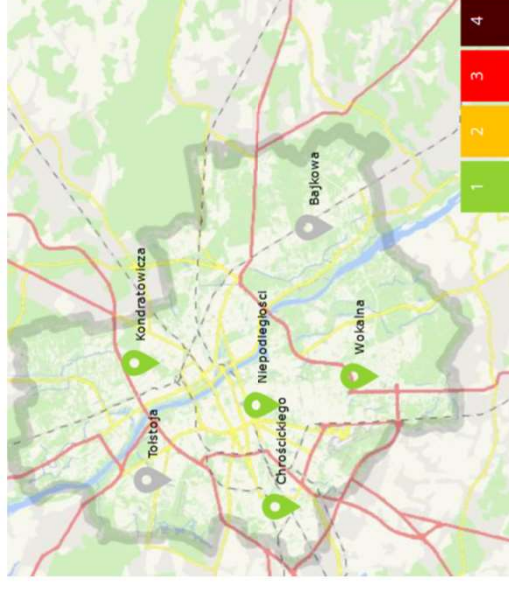 Tołstoja
Kondratowicza
Chrościckiego
Niepodległości
Wokalna
Bajkowa
1
2
3
4